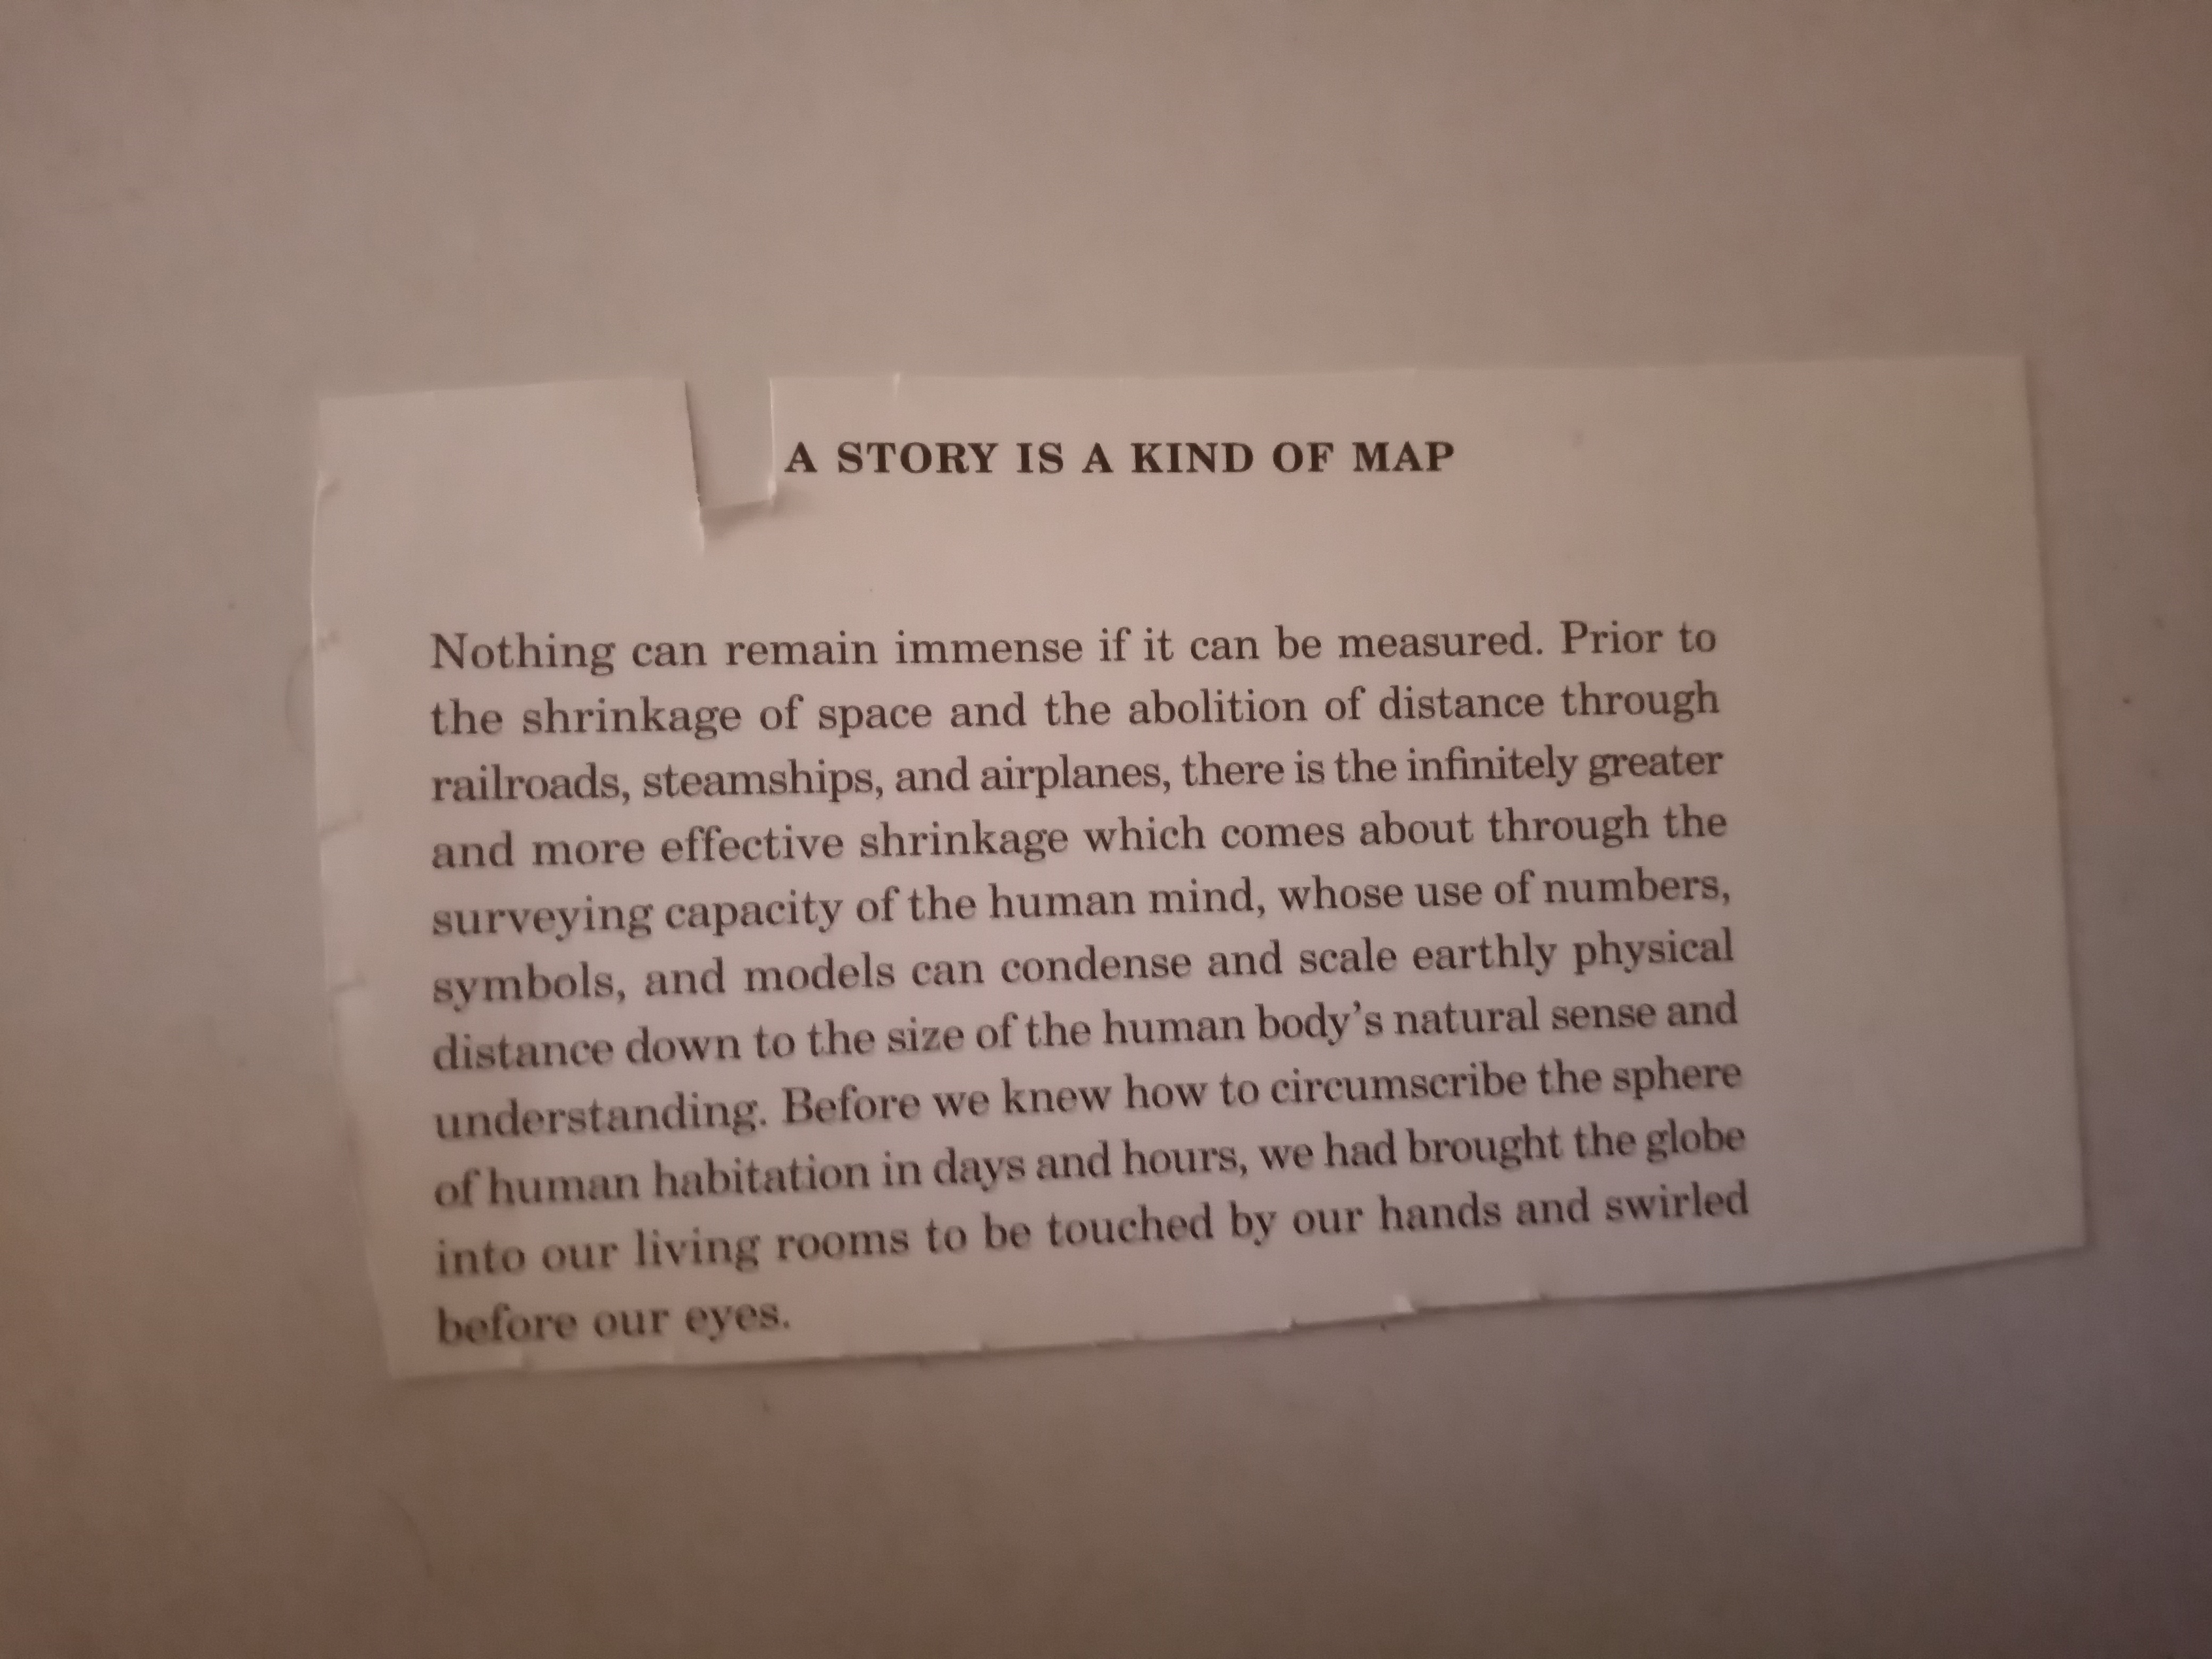 A STORY IS A KIND OF MAP
Nothing can remain immense if it can be measured. Prior to
the shrinkage of space and the abolition of distance through
railroads, steamships, and airplanes, there is the infinitely greater
and more effective shrinkage which comes about through the
surveying capacity of the human mind, whose use of numbers,
symbols, and models can condense and scale earthly physical
distance down to the size of the human body’s natural sense and
understanding. Before we knew how to circumscribe the sphere
of human habitation in days and hours, we had brought the globe
into our living rooms to be touched by our hands and swirled
before our eyes.